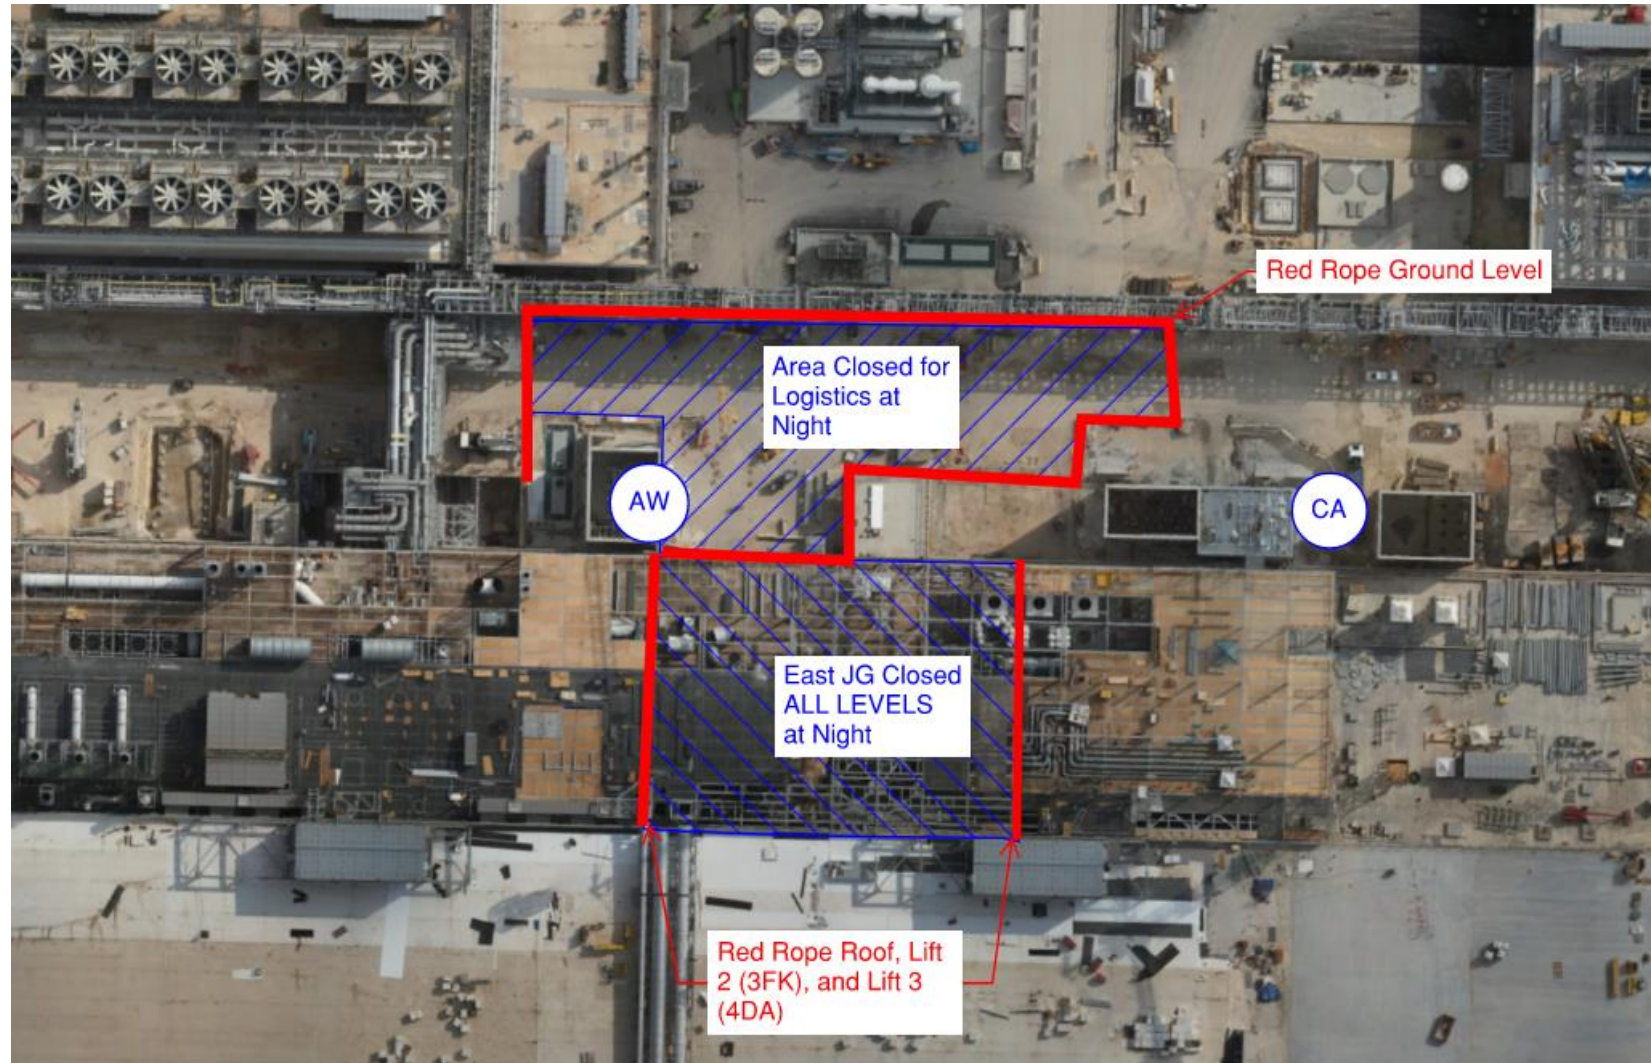 Red Rope Ground Level
Area Closed for
Logistics at
Night
AW
CA
East JG Closed
ALL LEVELS
at Night
Red Rope Roof, Lift
2 (3FK), and Lift 3
(4DA)